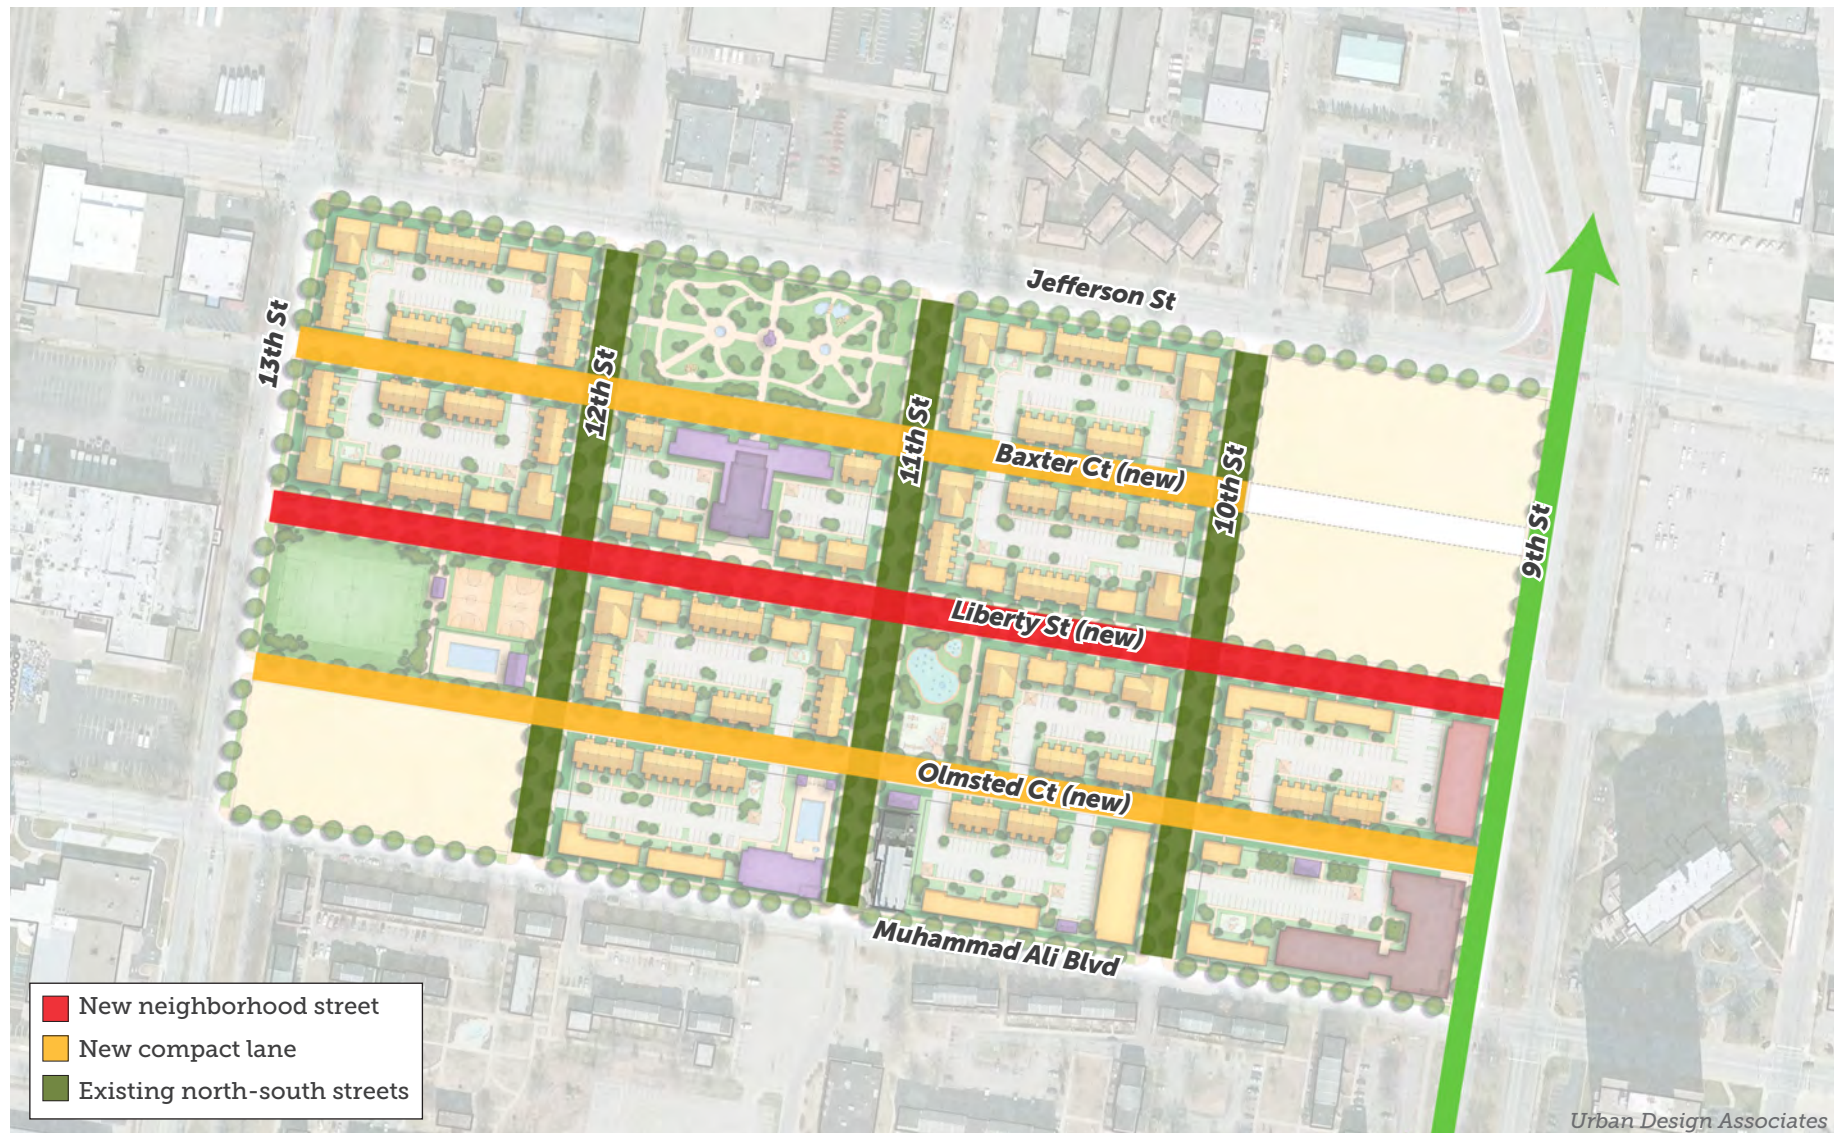 Jefferson St
13th St
12th St
11th St
10th St
9th St
Baxter Ct (new)
Liberty St (new)
Olmsted Ct (new)
Muhammad Ali Blvd
New neighborhood street
New compact lane
Existing north-south streets
Urban Design Associates